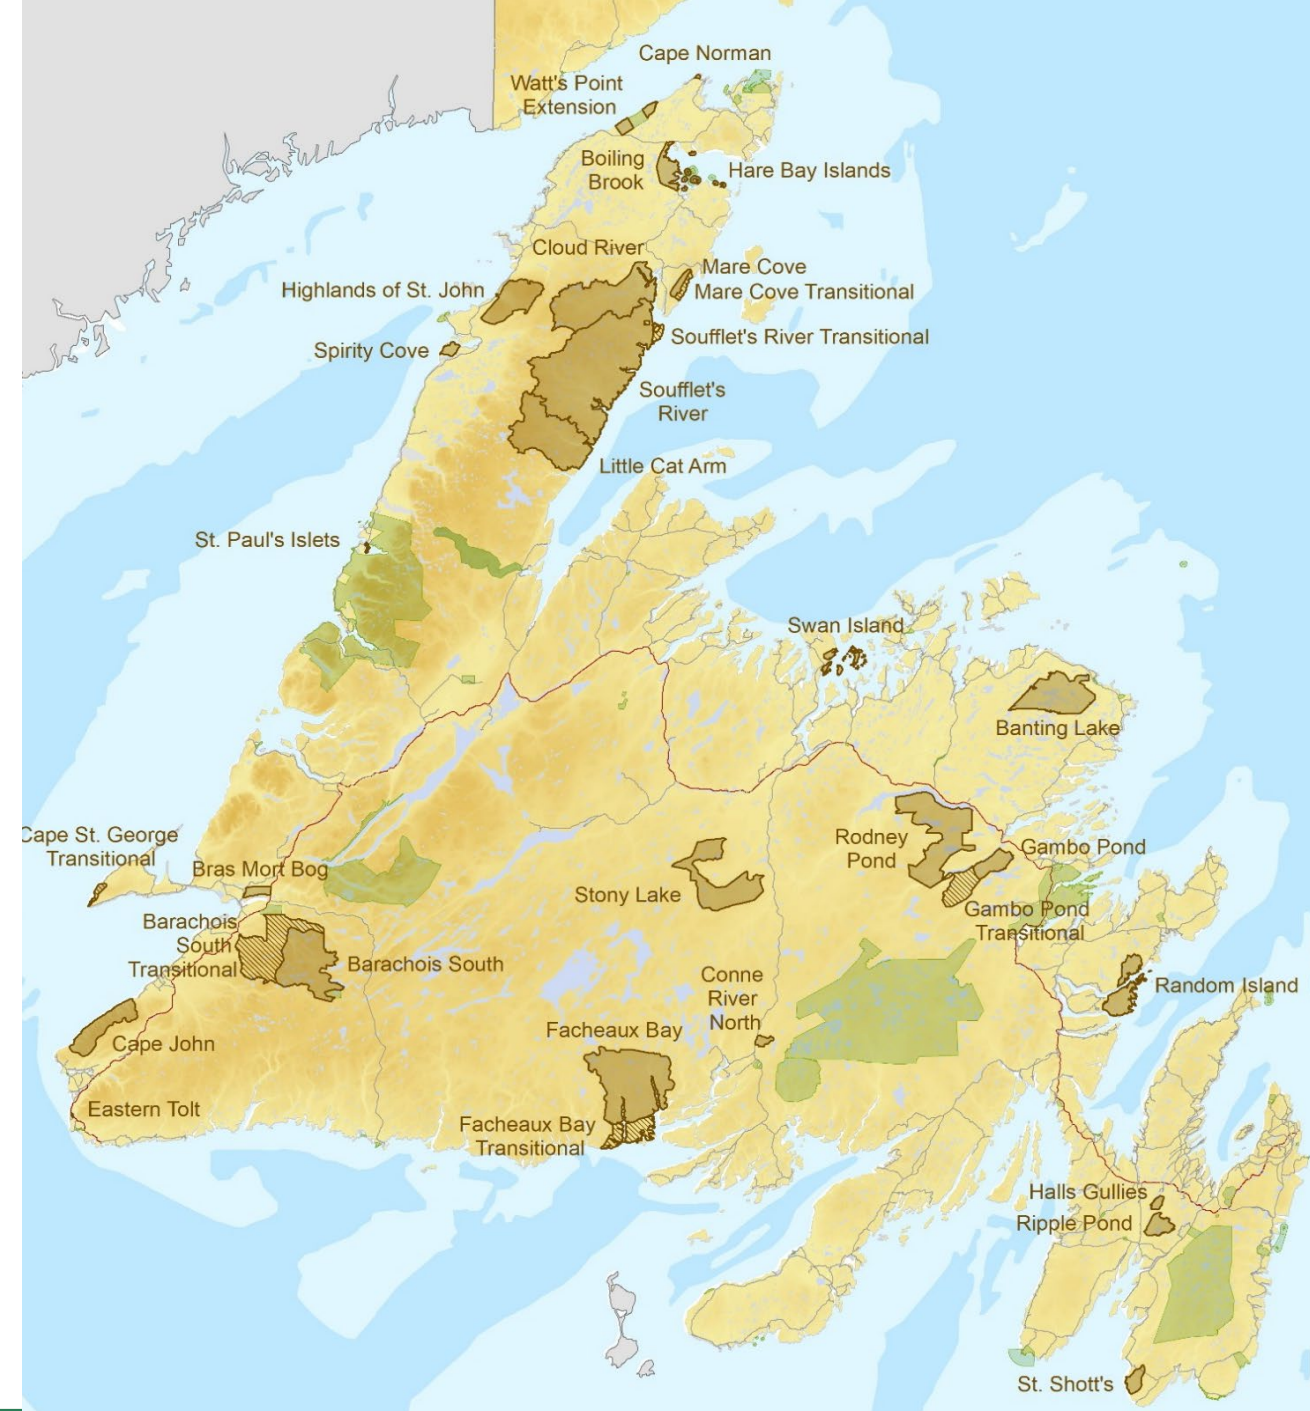 Cape Norman
Watt's Point
Extension
Boiling
Brook
Hare Bay Islands
Cloud River
Mare Cove
Highlands of St. John
Mare Cove Transitional
Soufflet's River Transitional
Spirity Cove
Soufflet's
River
Little Cat Arm
St. Paul's Islets
Swan Island
Banting Lake
Cape St. George
Transitional
Rodney
Pond
Gambo Pond
Bras Mort Bog
Stony Lake
Gambo Pond
Transitional
Barachois
South
Transitional
Barachois South
Conne
River
North
Random Island
Facheaux Bay
Cape John
Eastern Tolt
Facheaux Bay
Transitional
Halls Gullies
Ripple Pond
St. Shott's